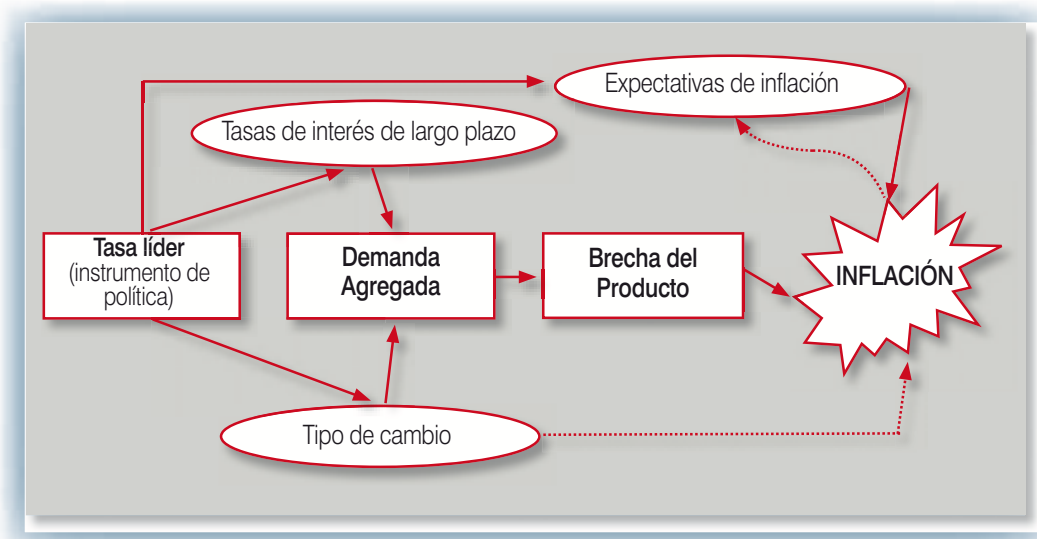 Expectativas de inflación
Tasas de interés de largo plazo
Tasa líder
(instrumento de
política)
Demanda
Agregada
Brecha del
Producto
INFLACIÓN
Tipo de cambio